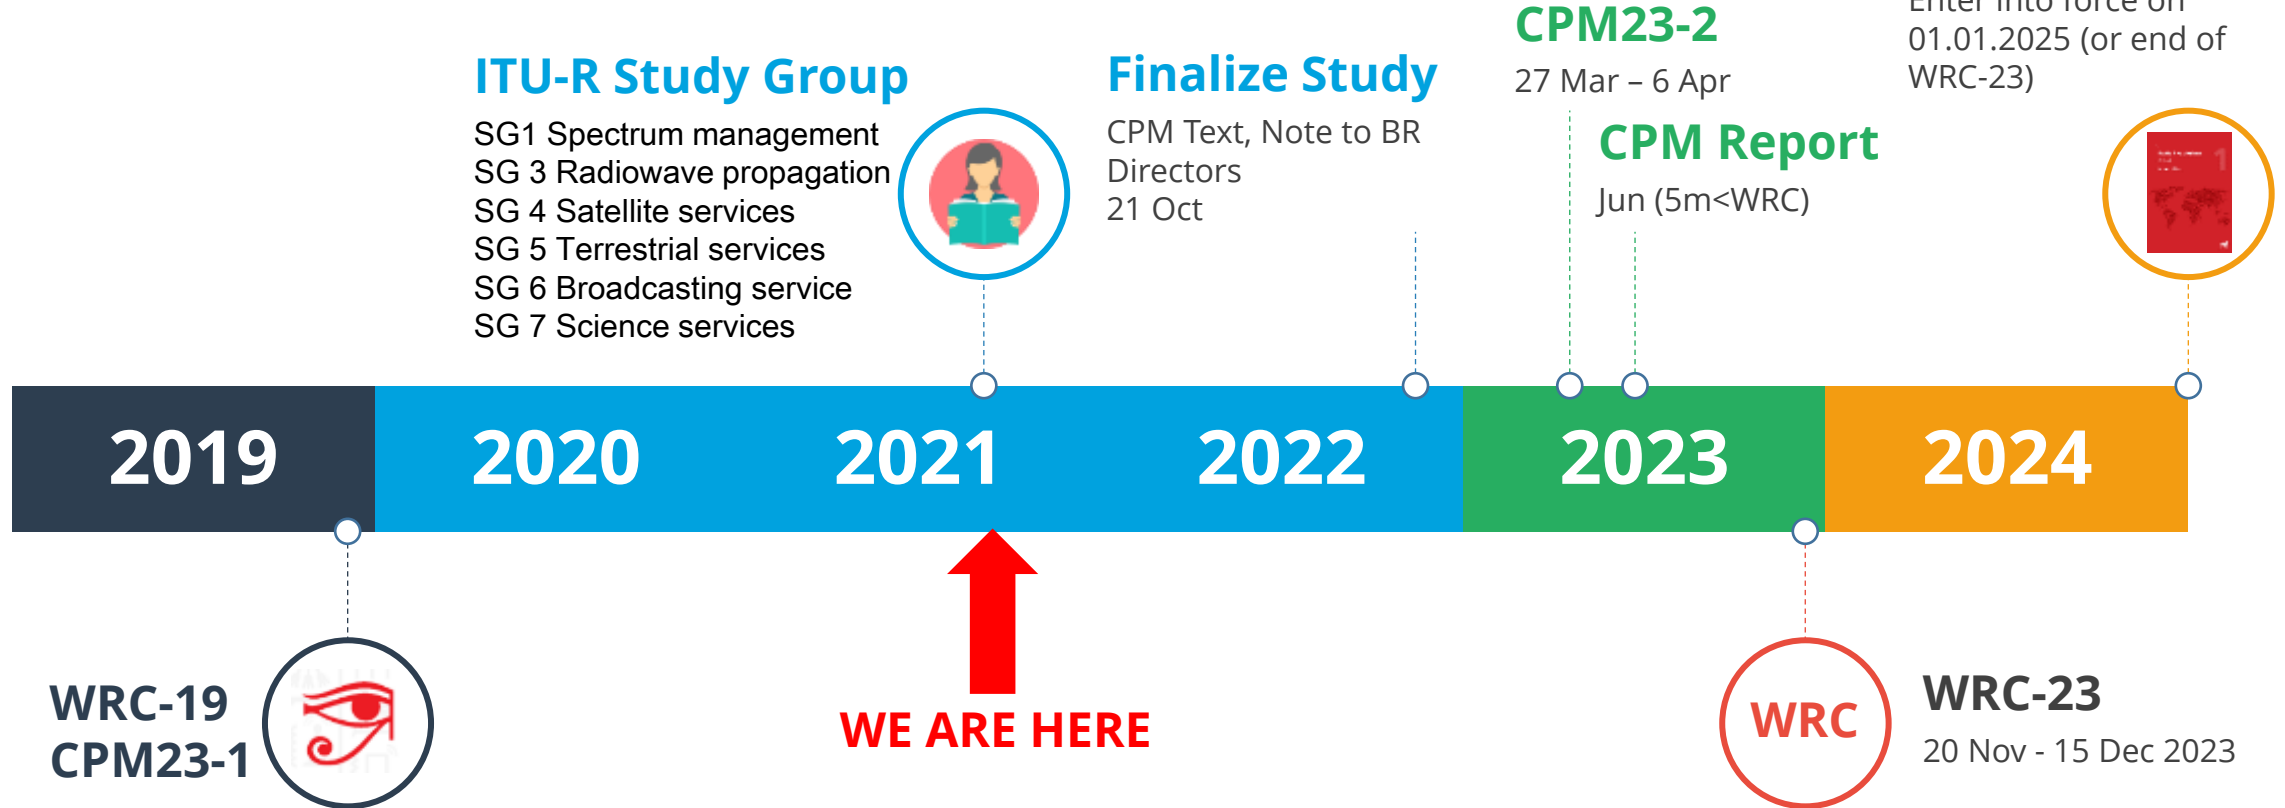 ITU-R Study Group
SG1 Spectrum management
SG 3 Radiowave propagation
SG 4 Satellite services
SG 5 Terrestrial services
SG 6 Broadcasting service
SG 7 Science services
Finalize Study
CPM Text, Note to BR
Directors
21 Oct
CPM23-2
27 Mar – 6 Apr
CPM Report
Jun (5m<WRC)
Enter into force on
01.01.2025 (or end of
WRC-23)
2019
2020
2021
2022
2023
2024
WRC-19
CPM23-1
WE ARE HERE
WRC
WRC-23
20 Nov - 15 Dec 2023